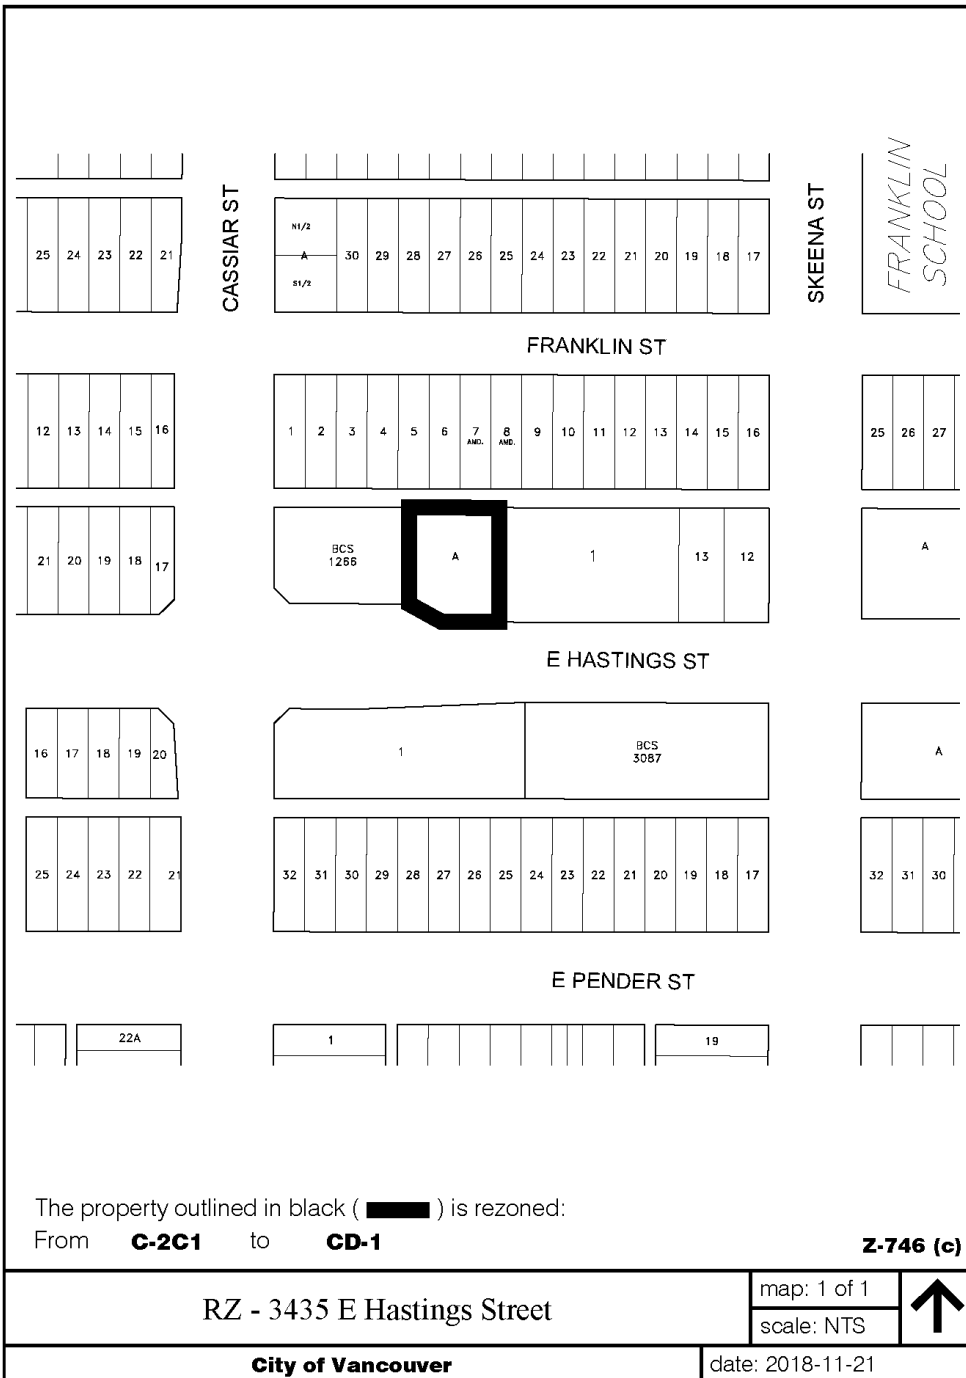 FRANKLIN
SCHOOL
CASSIAR ST
SKEENA ST
25 24 23 22 21
N1/2
A
S1/2
30 29 28 27 26 25 24 23 22 21 20 19 18 17
FRANKLIN ST
12 13 14 15 16
1 2 3 4 5 6 7 8 9 10 11 12 13 14 15 16
AMD. AMD.
25 26 27
21 20 19 18 17
BCS
1266
A
1
13
12
A
E HASTINGS ST
16 17 18 19 20
1
BCS
3087
A
25 24 23 22 21
32 31 30 29 28 27 26 25 24 23 22 21 20 19 18 17
32 31 30
E PENDER ST
22A
1
19
The property outlined in black ( ) is rezoned:
From C-2C1 to CD-1
Z-746 (c)
RZ - 3435 E Hastings Street
map: 1 of 1
scale: NTS
City of Vancouver
date: 2018-11-21